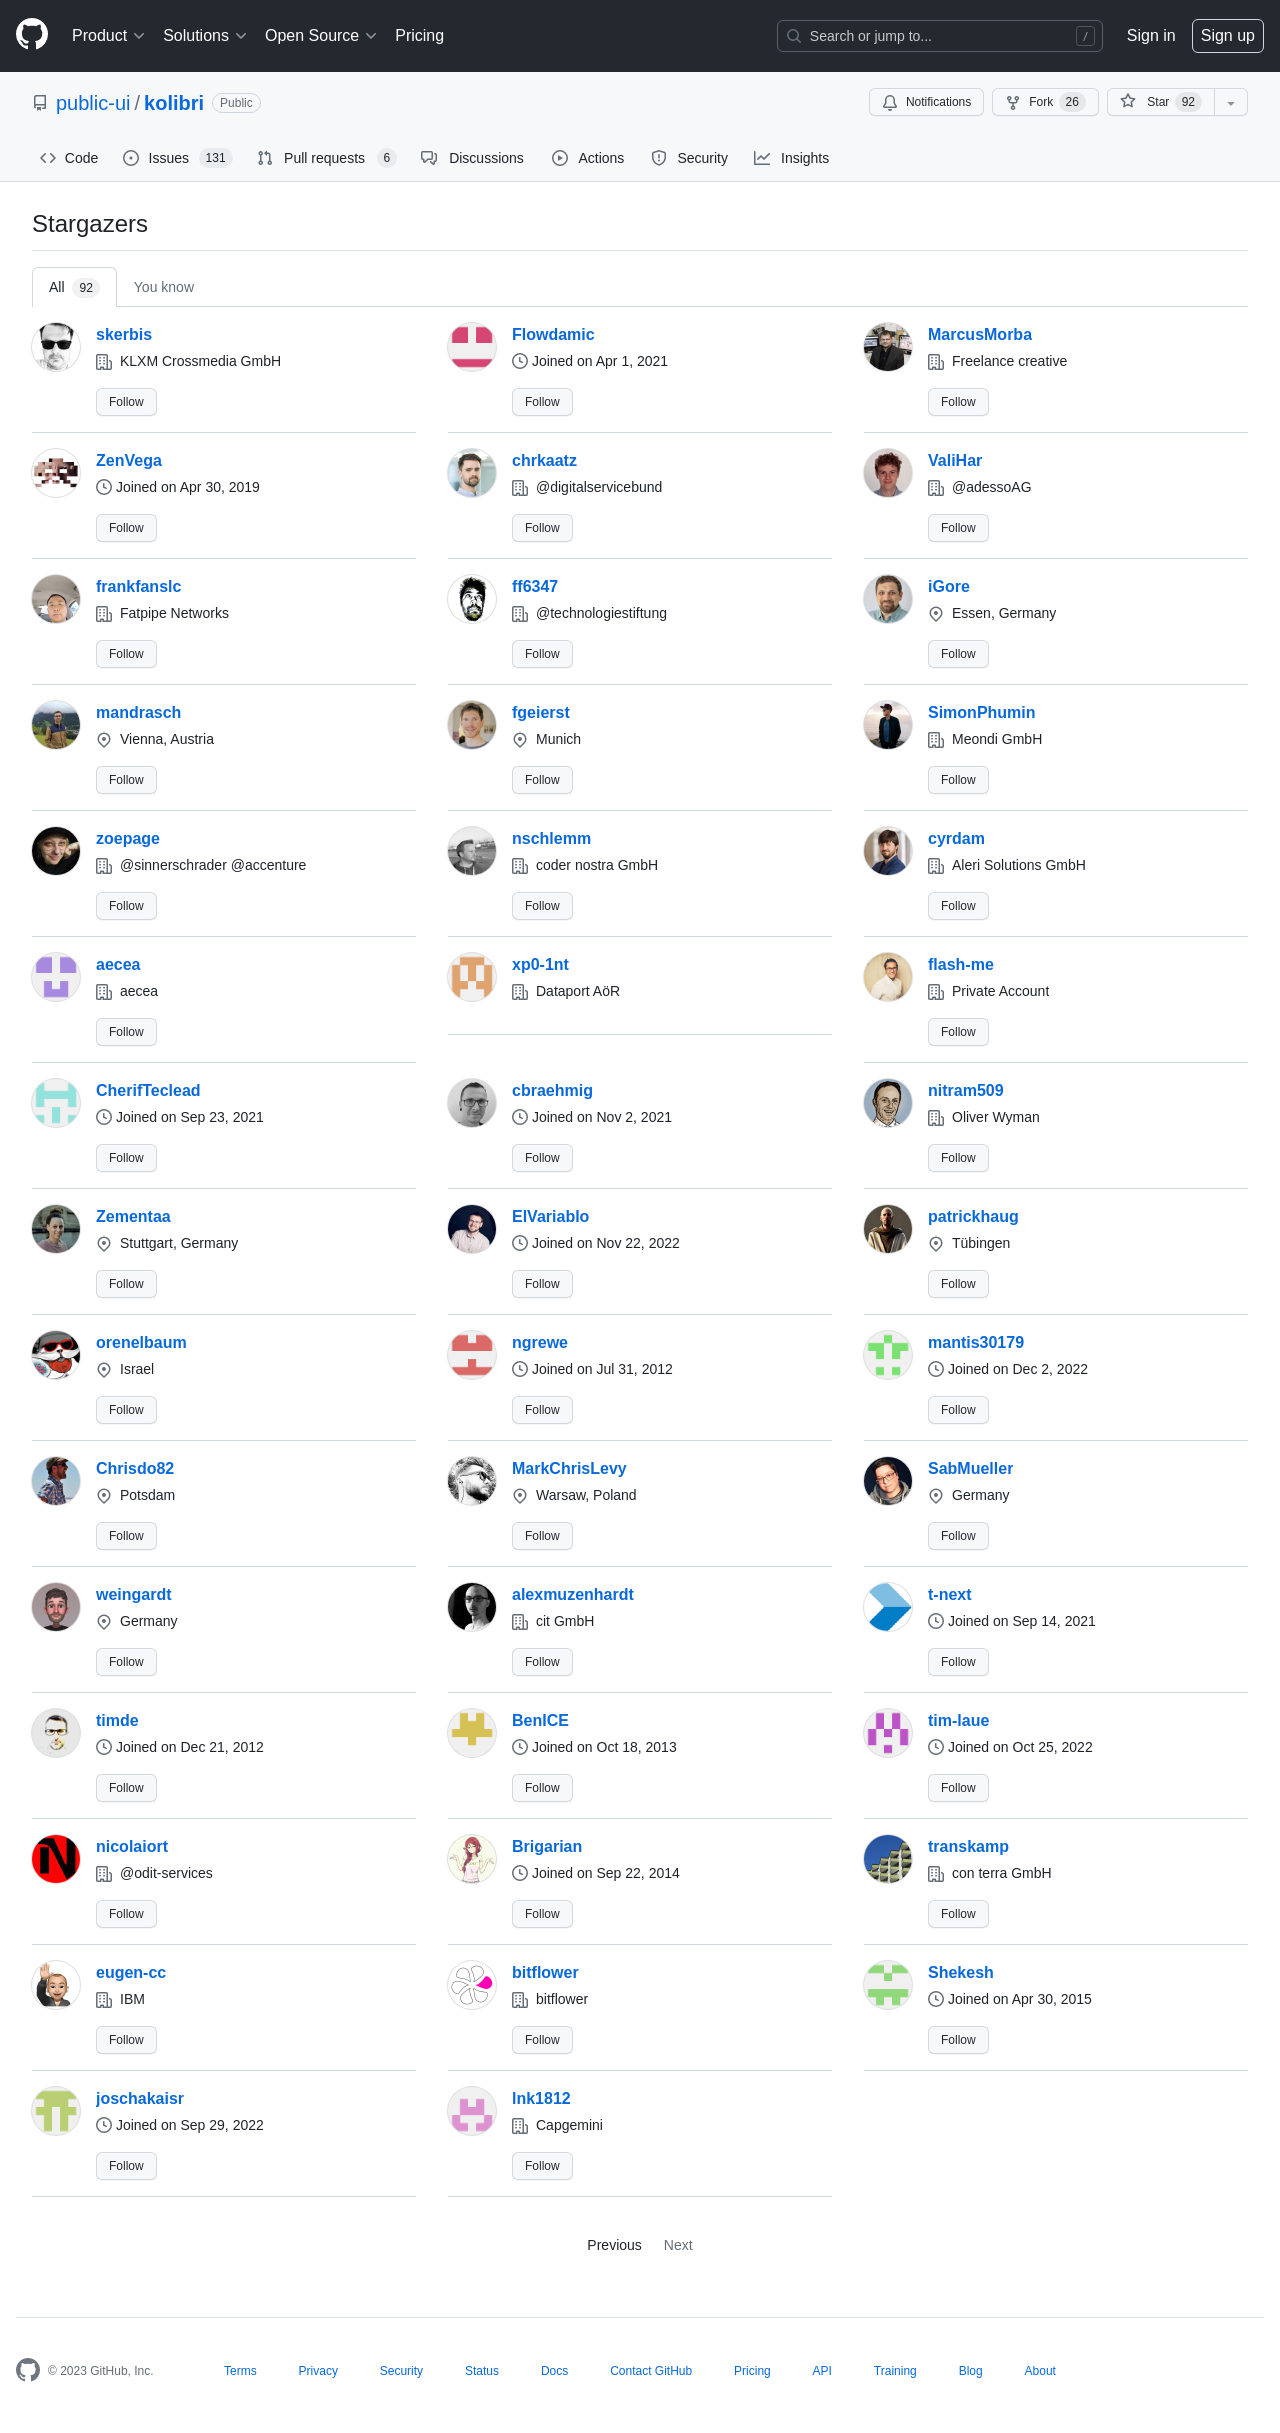 Product Solutions Open Source Pricing Search or jump to... / Sign in Sign up
public-ui / kolibri Public Notifications Fork 26 Star 92
Code Issues 131 Pull requests 6 Discussions Actions Security Insights
Stargazers
All 92 You know
skerbis Flowdamic MarcusMorba
KLXM Crossmedia GmbH Joined on Apr 1, 2021 Freelance creative
Follow Follow Follow
ZenVega chrkaatz ValiHar
Joined on Apr 30, 2019 @digitalservicebund @adessoAG
Follow Follow Follow
frankfanslc ff6347 iGore
Fatpipe Networks @technologiestiftung Essen, Germany
Follow Follow Follow
mandrasch fgeierst SimonPhumin
Vienna, Austria Munich Meondi GmbH
Follow Follow Follow
zoepage nschlemm cyrdam
@sinnerschrader @accenture coder nostra GmbH Aleri Solutions GmbH
Follow Follow Follow
aecea xp0-1nt flash-me
aecea Dataport AöR Private Account
Follow Follow
CherifTeclead cbraehmig nitram509
Joined on Sep 23, 2021 Joined on Nov 2, 2021 Oliver Wyman
Follow Follow Follow
Zementaa ElVariablo patrickhaug
Stuttgart, Germany Joined on Nov 22, 2022 Tübingen
Follow Follow Follow
orenelbaum ngrewe mantis30179
Israel Joined on Jul 31, 2012 Joined on Dec 2, 2022
Follow Follow Follow
Chrisdo82 MarkChrisLevy SabMueller
Potsdam Warsaw, Poland Germany
Follow Follow Follow
weingardt alexmuzenhardt t-next
Germany cit GmbH Joined on Sep 14, 2021
Follow Follow Follow
timde BenICE tim-laue
Joined on Dec 21, 2012 Joined on Oct 18, 2013 Joined on Oct 25, 2022
Follow Follow Follow
nicolaiort Brigarian transkamp
@odit-services Joined on Sep 22, 2014 con terra GmbH
Follow Follow Follow
eugen-cc bitflower Shekesh
IBM bitflower Joined on Apr 30, 2015
Follow Follow Follow
joschakaisr lnk1812
Joined on Sep 29, 2022 Capgemini
Follow Follow
Previous Next
© 2023 GitHub, Inc. Terms Privacy Security Status Docs Contact GitHub Pricing API Training Blog About